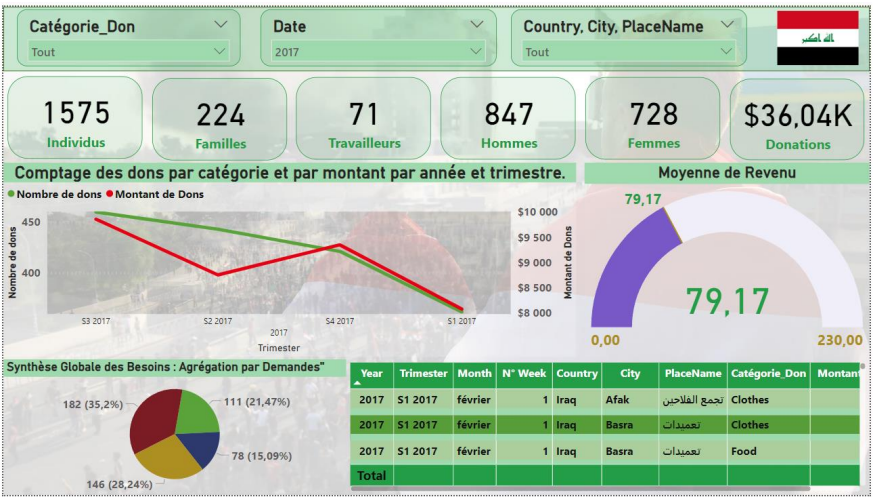 Catégorie_Don
Tout
Date
2017
Country, City, PlaceName
Tout
الله اكبر
1575
Individus
224
Familles
71
Travailleurs
847
Hommes
728
Femmes
$36,04K
Donations
Comptage des dons par catégorie et par montant par année et trimestre.
Nombre de dons Montant de Dons
Nombre de dons
450
400
$10 000
$9 500
$9 000
$8 500
$8 000
Montant de Dons
S3 2017 S2 2017 S4 2017 S1 2017
2017
Trimester
Moyenne de Revenu
79,17
79,17
0,00 230,00
Synthèse Globale des Besoins : Agrégation par Demandes"
182 (35,2%)
111 (21,47%)
78 (15,09%)
146 (28,24%)
Year Trimester Month N° Week Country City PlaceName Catégorie_Don Montant
2017 S1 2017 février 1 Iraq Afak تجمع الفلاحين Clothes
2017 S1 2017 février 1 Iraq Basra تعميدات Clothes
2017 S1 2017 février 1 Iraq Basra تعميدات Food
Total